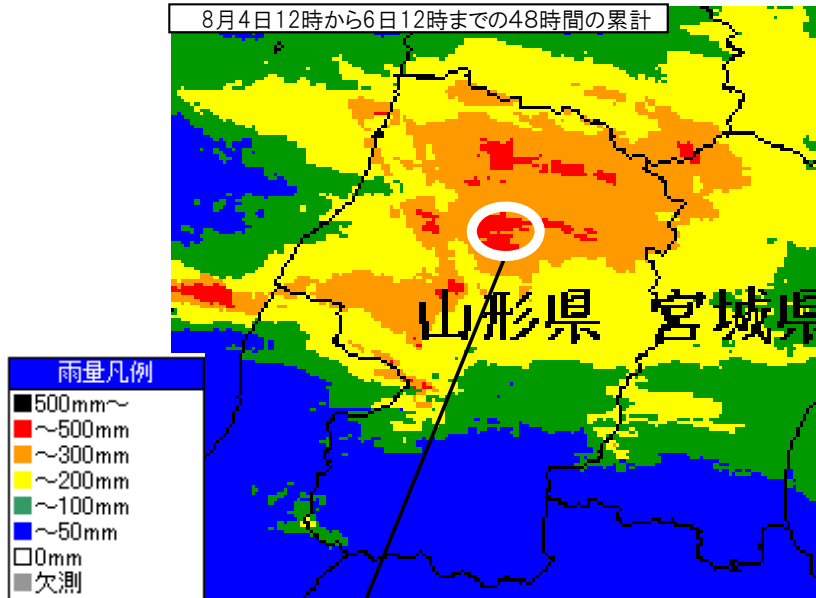 8月4日12時から6日12時までの48時間の累計
山形県 宮城県
雨量凡例
500mm～
～500mm
～300mm
～200mm
～100mm
～50mm
0mm
欠測